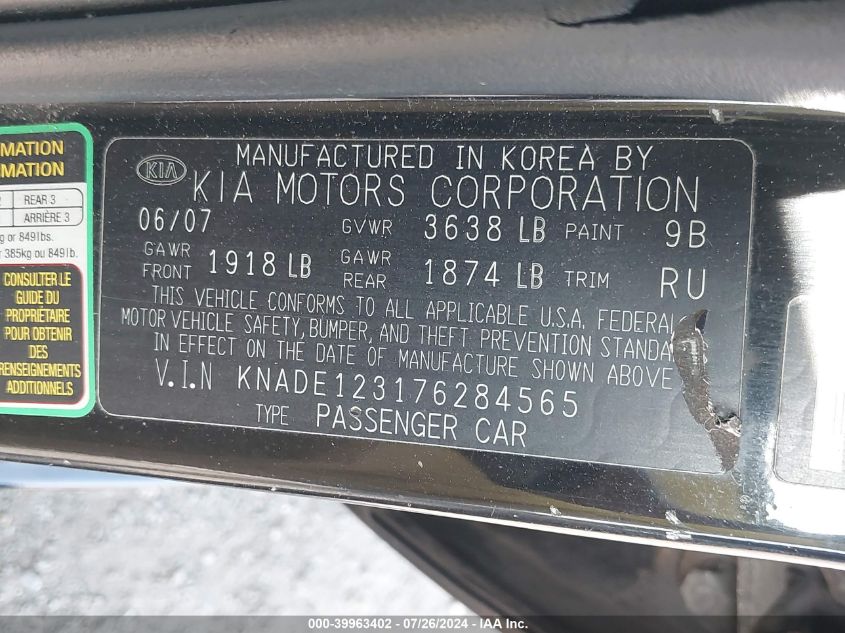 MATION
MATION
REAR 3
ARRIÈRE 3
g or 849lbs.
385kg ou 849lb.
CONSULTER LE
GUIDE DU
PROPRIÉTAIRE
POUR OBTENIR
DES
RENSEIGNEMENTS
ADDITIONNELS
KIA
MANUFACTURED IN KOREA BY
KIA MOTORS CORPORATION
06/07 GVWR 3638 LB PAINT 9B
GAWR FRONT 1918 LB GAWR REAR 1874 LB TRIM RU
THIS VEHICLE CONFORMS TO ALL APPLICABLE U.S.A. FEDERAL
MOTOR VEHICLE SAFETY, BUMPER, AND THEFT PREVENTION STANDA
IN EFFECT ON THE DATE OF MANUFACTURE SHOWN ABOVE
V.I.N KNADE123176284565
TYPE PASSENGER CAR
000-39963402 - 07/26/2024 -